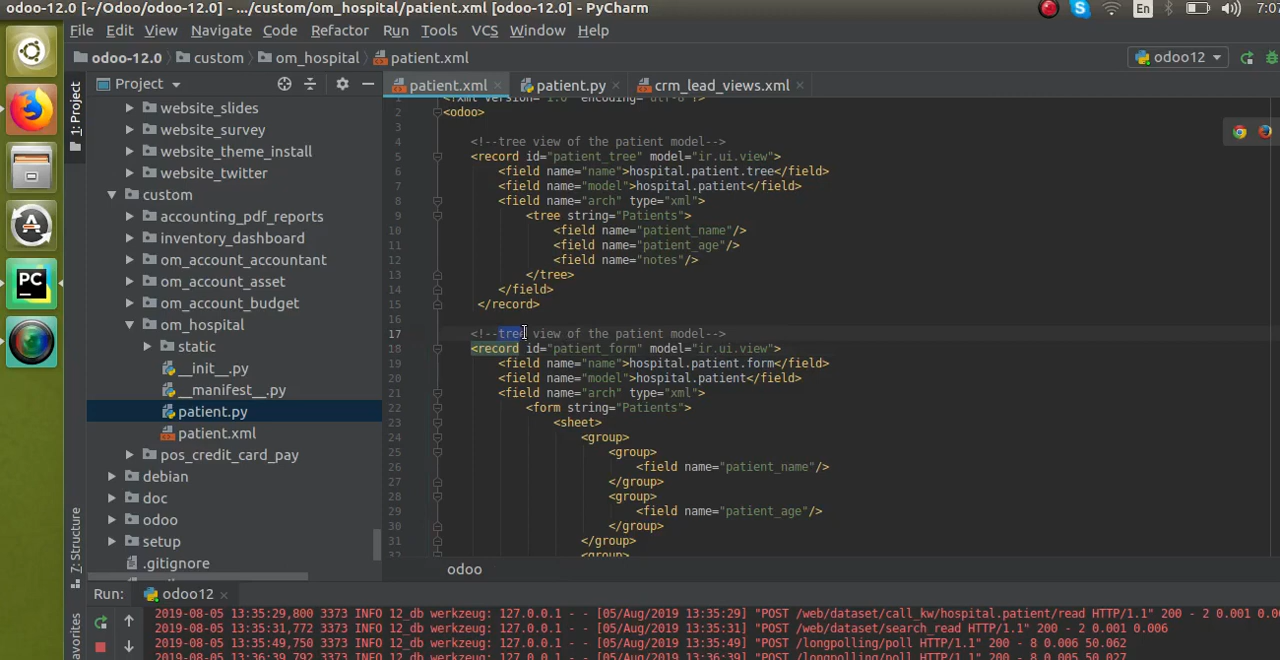 odoo-12.0 [~/Odoo/odoo-12.0] - .../custom/om_hospital/patient.xml [odoo-12.0] - PyCharm
En
7:07
File Edit View Navigate Code Refactor Run Tools VCS Window Help
odoo-12.0 custom om_hospital patient.xml
odoo12
Project
patient.xml patient.py crm_lead_views.xml
1: Project
website_slides
website_survey
website_theme_install
website_twitter
custom
accounting_pdf_reports
inventory_dashboard
om_account_accountant
om_account_asset
om_account_budget
om_hospital
static
__init__.py
__manifest__.py
patient.py
patient.xml
pos_credit_card_pay
debian
doc
odoo
setup
.gitignore
PC
7: Structure
2 <odoo>
3
4 <!--tree view of the patient model-->
5 <record id="patient_tree" model="ir.ui.view">
6 <field name="name">hospital.patient.tree</field>
7 <field name="model">hospital.patient</field>
8 <field name="arch" type="xml">
9 <tree string="Patients">
10 <field name="patient_name"/>
11 <field name="patient_age"/>
12 <field name="notes"/>
13 </tree>
14 </field>
15 </record>
16
17 <!--tree view of the patient model-->
18 <record id="patient_form" model="ir.ui.view">
19 <field name="name">hospital.patient.form</field>
20 <field name="model">hospital.patient</field>
21 <field name="arch" type="xml">
22 <form string="Patients">
23 <sheet>
24 <group>
25 <group>
26 <field name="patient_name"/>
27 </group>
28 <group>
29 <field name="patient_age"/>
30 </group>
31 </group>
32 <group>
odoo
Run: odoo12
2019-08-05 13:35:29,800 3373 INFO 12_db werkzeug: 127.0.0.1 - - [05/Aug/2019 13:35:29] "POST /web/dataset/call_kw/hospital.patient/read HTTP/1.1" 200 - 2 0.001 0.00
2019-08-05 13:35:31,772 3373 INFO 12_db werkzeug: 127.0.0.1 - - [05/Aug/2019 13:35:31] "POST /web/dataset/search_read HTTP/1.1" 200 - 2 0.001 0.006
2019-08-05 13:35:49,750 3373 INFO 12_db werkzeug: 127.0.0.1 - - [05/Aug/2019 13:35:49] "POST /longpolling/poll HTTP/1.1" 200 - 8 0.006 50.062